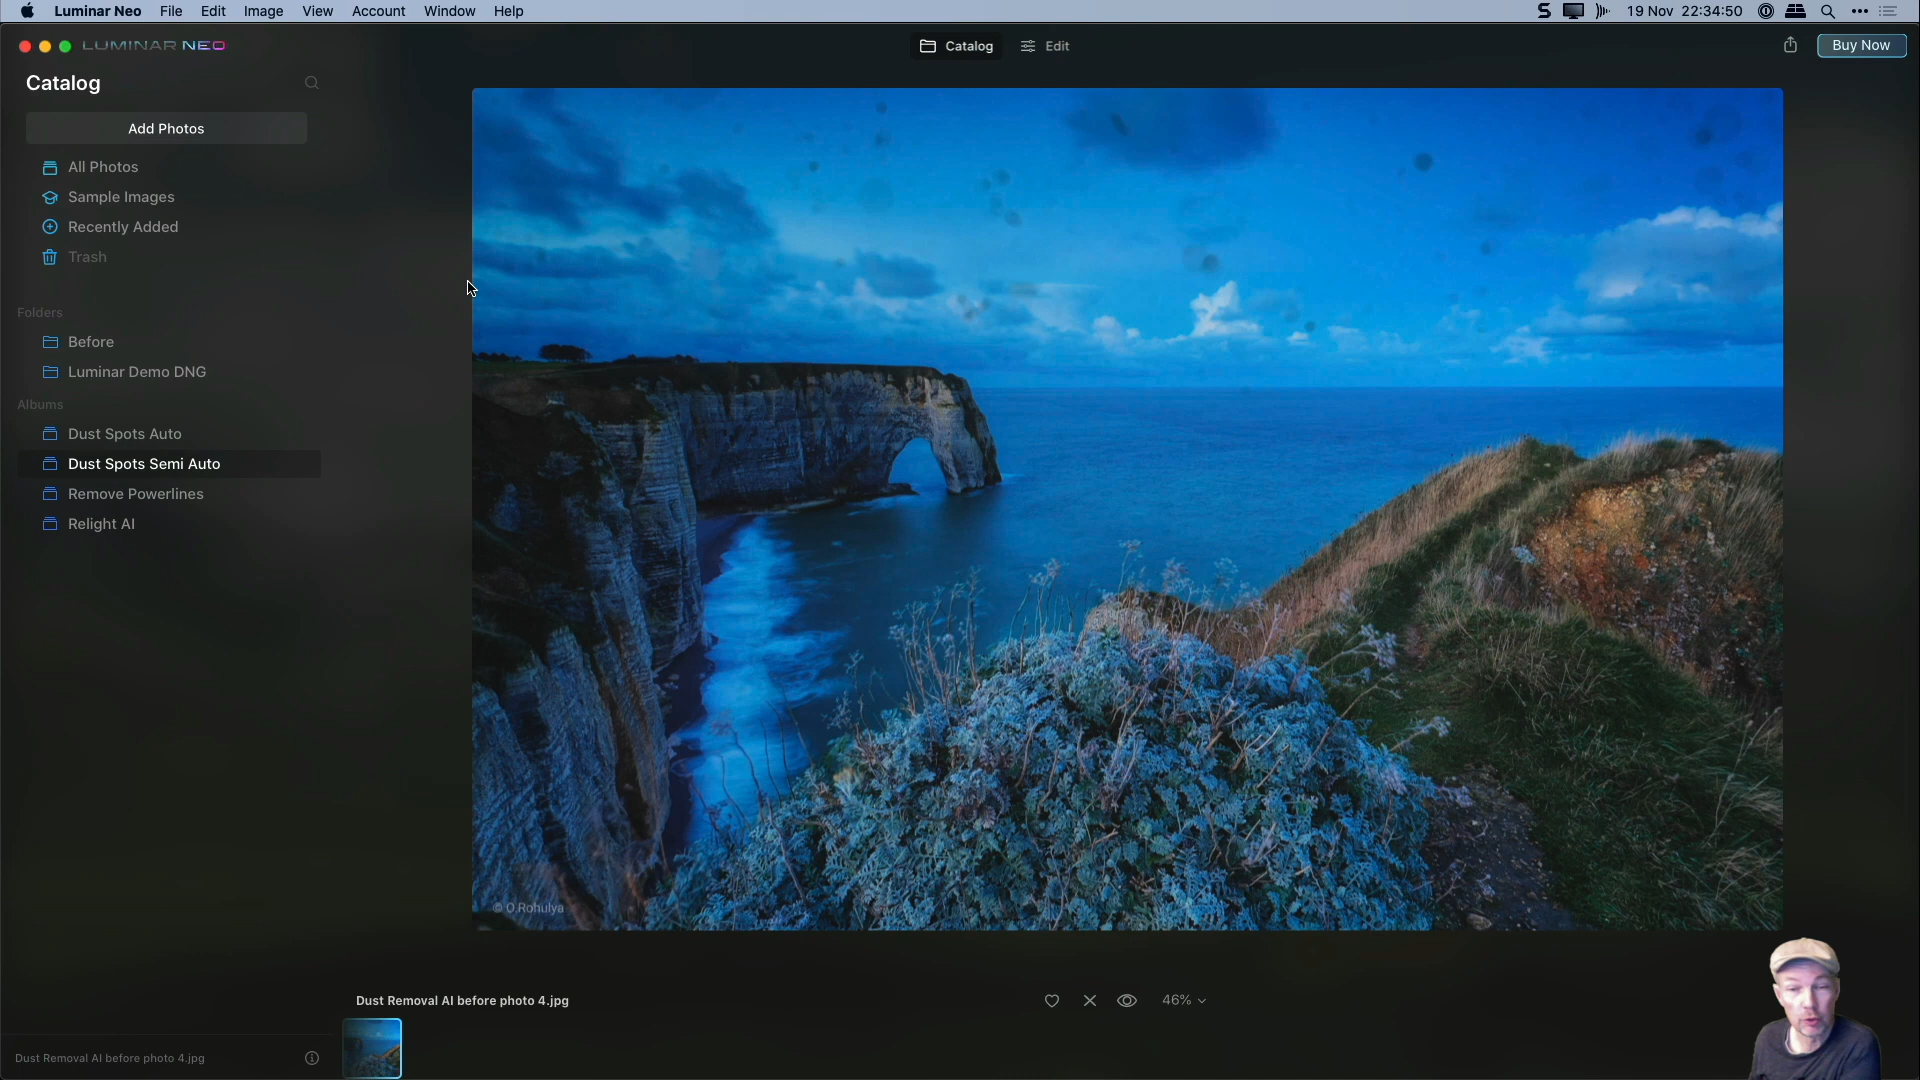 Luminar Neo File Edit Image View Account Window Help
19 Nov 22:34:50
LUMINAR NEO
Catalog Edit
Buy Now
Catalog
Add Photos
All Photos
Sample Images
Recently Added
Trash
Folders
Before
Luminar Demo DNG
Albums
Dust Spots Auto
Dust Spots Semi Auto
Remove Powerlines
Relight AI
© O.Rohulya
Dust Removal AI before photo 4.jpg
46%
Dust Removal AI before photo 4.jpg